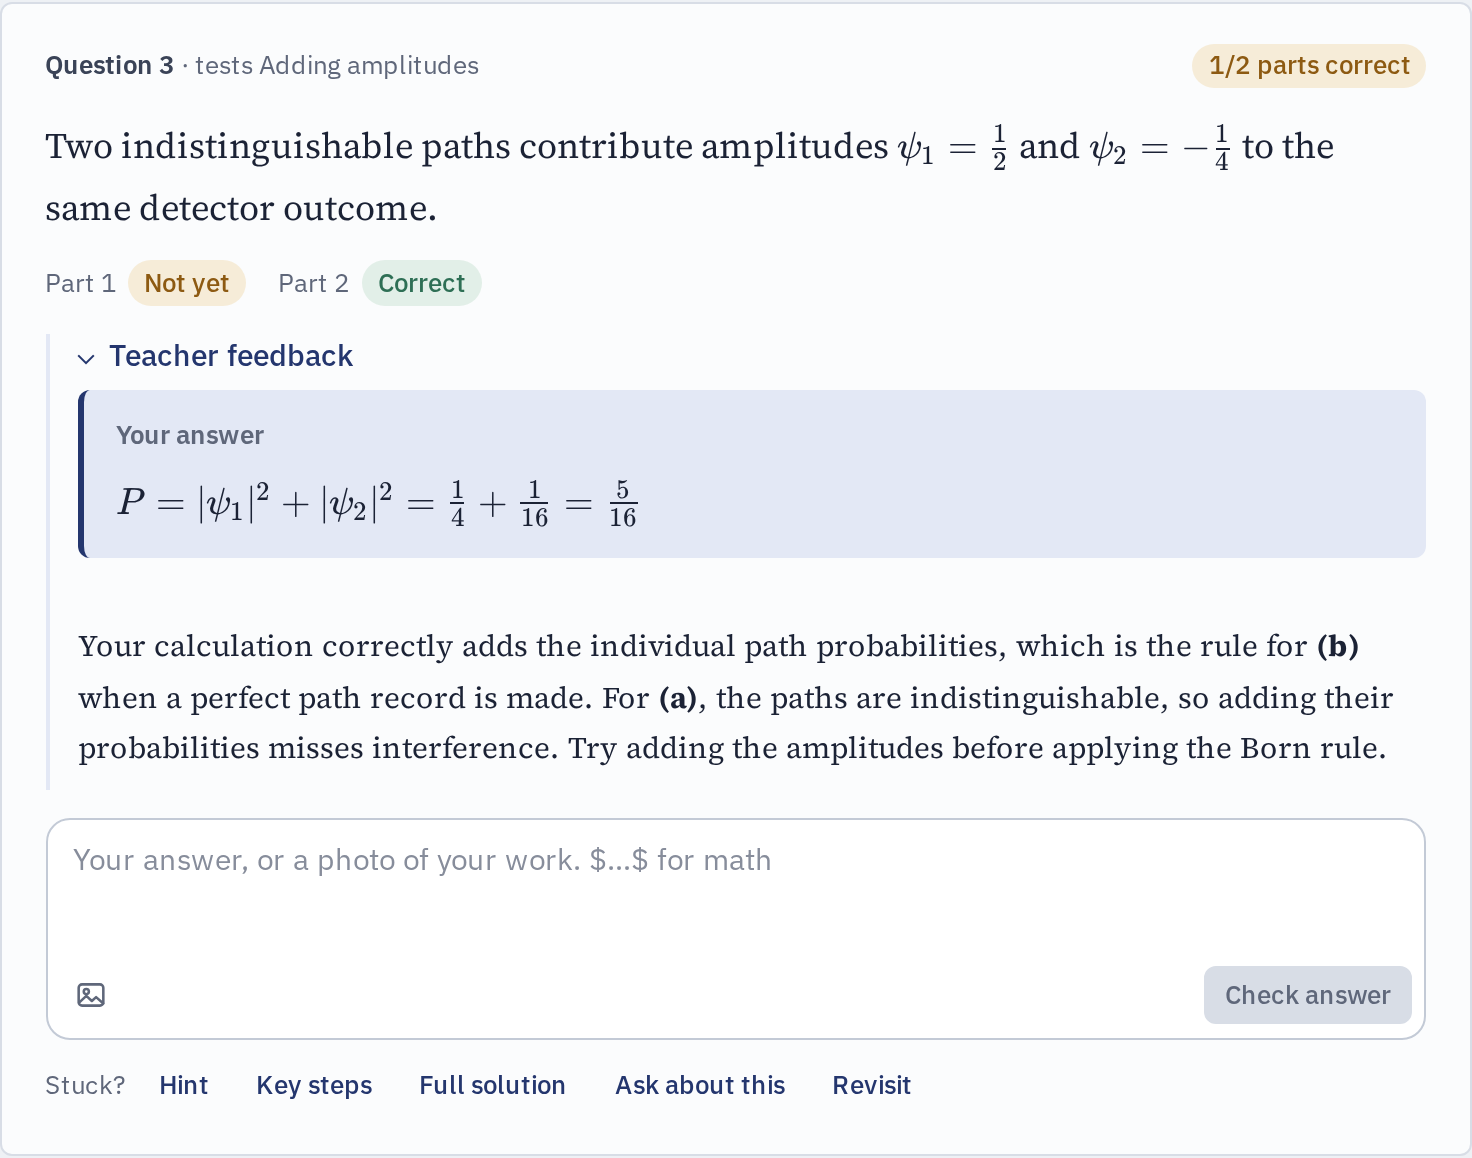 Question 3 · tests Adding amplitudes
1/2 parts correct
Two indistinguishable paths contribute amplitudes ψ₁ = 1/2 and ψ₂ = −1/4 to the
same detector outcome.
Part 1 Not yet Part 2 Correct
Teacher feedback
Your answer
P = |ψ₁|² + |ψ₂|² = 1/4 + 1/16 = 5/16
Your calculation correctly adds the individual path probabilities, which is the rule for (b)
when a perfect path record is made. For (a), the paths are indistinguishable, so adding their
probabilities misses interference. Try adding the amplitudes before applying the Born rule.
Your answer, or a photo of your work. $...$ for math
Check answer
Stuck? Hint Key steps Full solution Ask about this Revisit